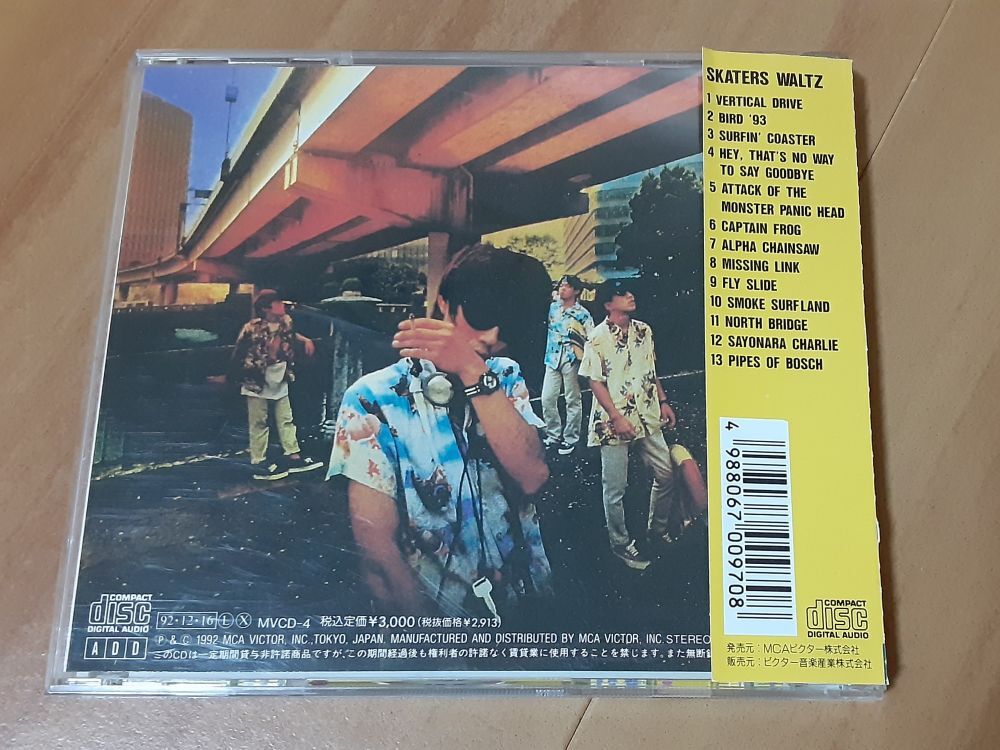 SKATERS WALTZ
1 VERTICAL DRIVE
2 BIRD '93
3 SURFIN' COASTER
4 HEY, THAT'S NO WAY
TO SAY GOODBYE
5 ATTACK OF THE
MONSTER PANIC HEAD
6 CAPTAIN FROG
7 ALPHA CHAINSAW
8 MISSING LINK
9 FLY SLIDE
10 SMOKE SURFLAND
11 NORTH BRIDGE
12 SAYONARA CHARLIE
13 PIPES OF BOSCH
4 988067 009708
COMPACT
disc
DIGITAL AUDIO
発売元:MCAビクター株式会社
販売元:ビクター音楽産業株式会社
COMPACT
disc
DIGITAL AUDIO
A D D
92・12・16 L X MVCD-4 税込定価¥3,000(税抜価格¥2,913)
℗ & © 1992 MCA VICTOR, INC.,TOKYO, JAPAN. MANUFACTURED AND DISTRIBUTED BY MCA VICTOR, INC. STEREO
このCDは一定期間貸与非許諾商品ですが、この期間経過後も権利者の許諾なく賃貸業に使用することを禁じます。また無断